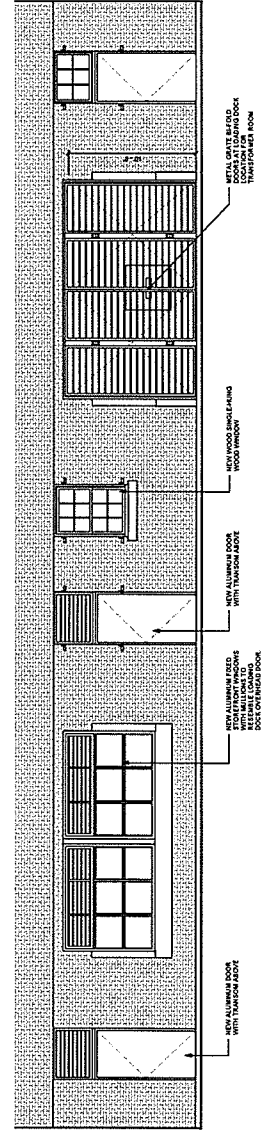 NEW ALUMINUM DOOR
WITH TRANSOM ABOVE
NEW ALUMINUM FIXED
STOREFRONT WINDOWS
WITH MULLIONS TO
RESEMBLE LOADING
DOCK OVERHEAD DOOR.
NEW ALUMINUM DOOR
WITH TRANSOM ABOVE
NEW WOOD SINGLE-HUNG
WOOD WINDOW
METAL GRATE, BI-FOLD
DOORS AT LOADING DOCK
LOCATION FOR
TRANSFORMER ROOM